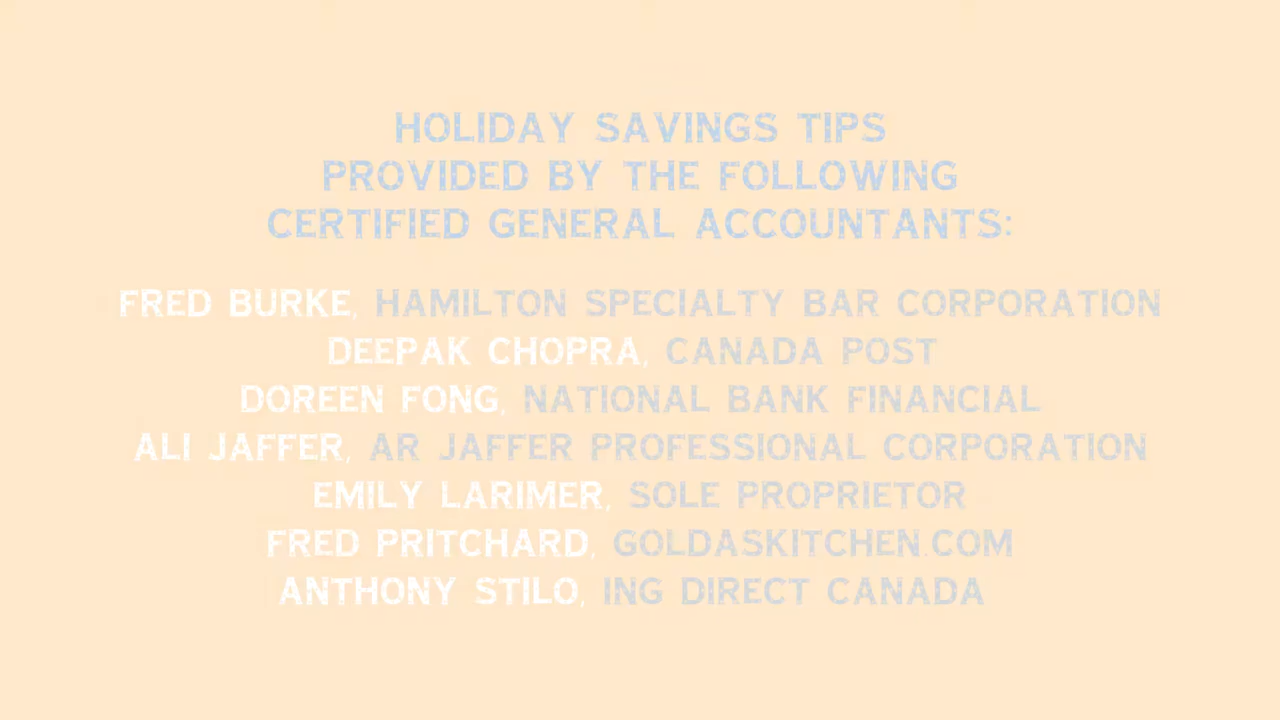 HOLIDAY SAVINGS TIPS
PROVIDED BY THE FOLLOWING
CERTIFIED GENERAL ACCOUNTANTS:
FRED BURKE, HAMILTON SPECIALTY BAR CORPORATION
DEEPAK CHOPRA, CANADA POST
DOREEN FONG, NATIONAL BANK FINANCIAL
ALI JAFFER, AR JAFFER PROFESSIONAL CORPORATION
EMILY LARIMER, SOLE PROPRIETOR
FRED PRITCHARD, GOLDASKITCHEN.COM
ANTHONY STILO, ING DIRECT CANADA